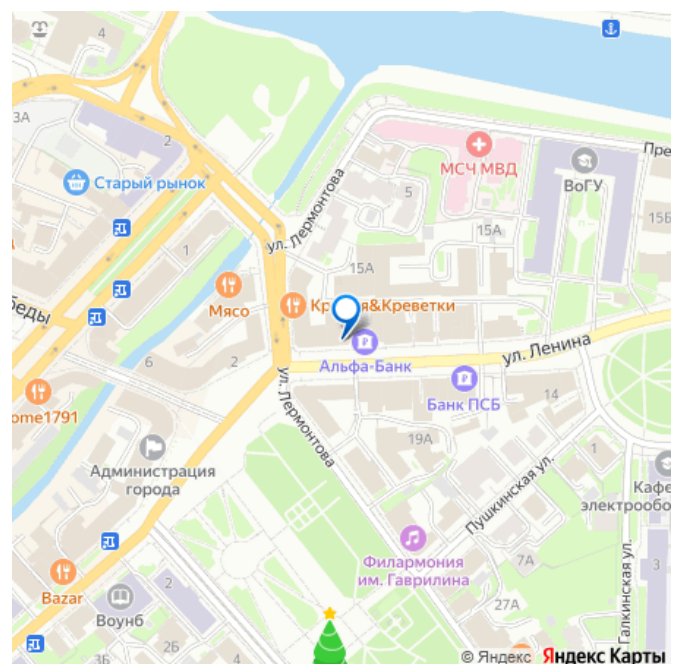 4
3А
2
Старый рынок
1
ул. Лермонтова
5
МСЧ МВД
ВоГУ
Пре
15Б
15А
15А
беды
Мясо
Кр
я&Креветки
2
6
Альфа-Банк
ул. Ленина
Банк ПСБ
ome1791
14
ул. Лермонтова
19А
Администрация
города
1
Пушкинская ул.
Кафе
электрообо
Филармония
им. Гаврилина
7А
3
Галкинская ул.
Bazar
Воунб
2
27А
3Б
2Б
© Яндекс Яндекс Карты